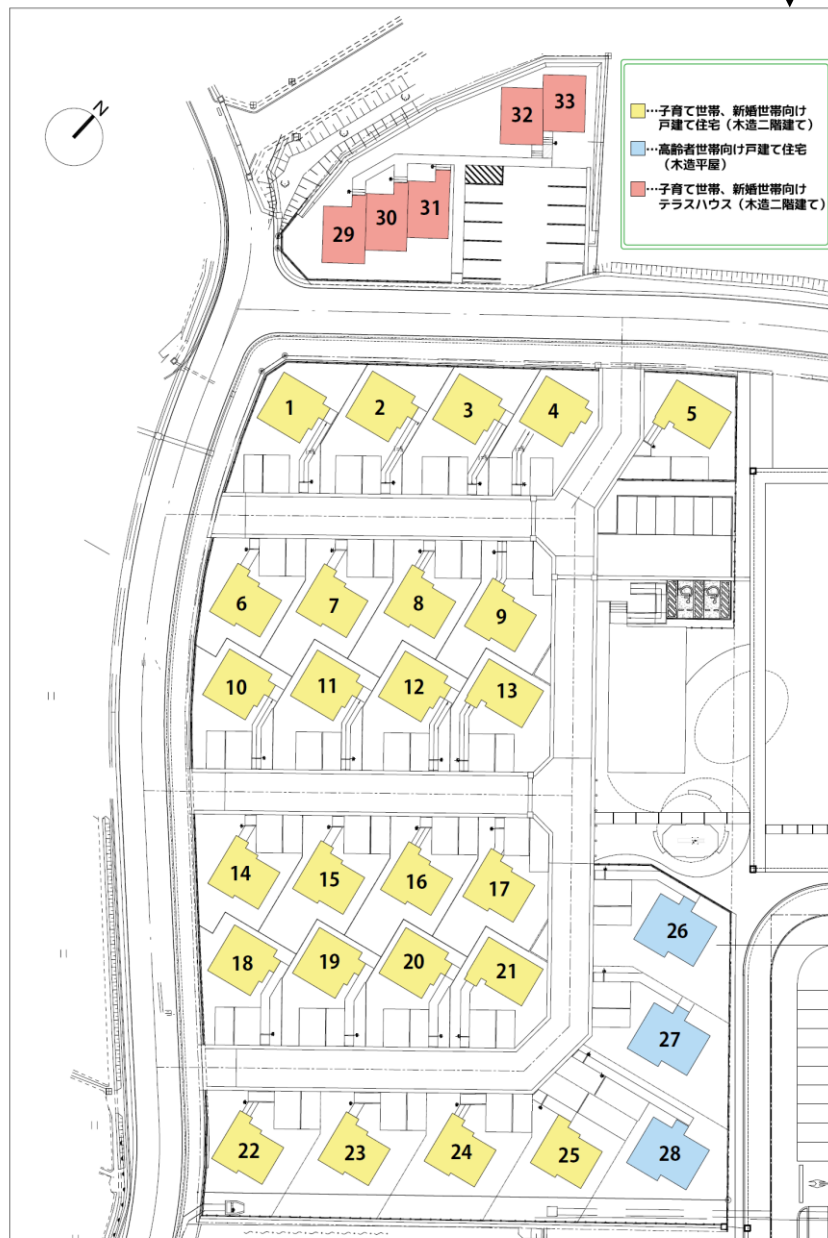 N
…子育て世帯、新婚世帯向け
戸建て住宅（木造二階建て）
…高齢者世帯向け戸建て住宅
（木造平屋）
…子育て世帯、新婚世帯向け
テラスハウス（木造二階建て）
32 33
29 30 31
1 2 3 4 5
6 7 8 9
10 11 12 13
14 15 16 17
18 19 20 21
26
27
22 23 24 25 28